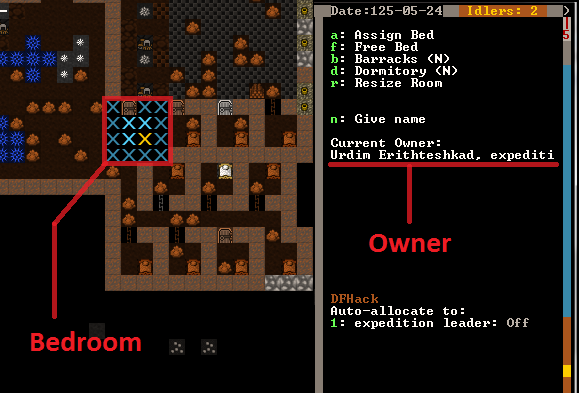 Date:125-05-24 Idlers: 2
a: Assign Bed
f: Free Bed
b: Barracks (N)
d: Dormitory (N)
r: Resize Room
n: Give name
Current Owner:
Urdim Erithteshkad, expediti
Owner
Bedroom
DFHack
Auto-allocate to:
1: expedition leader: Off